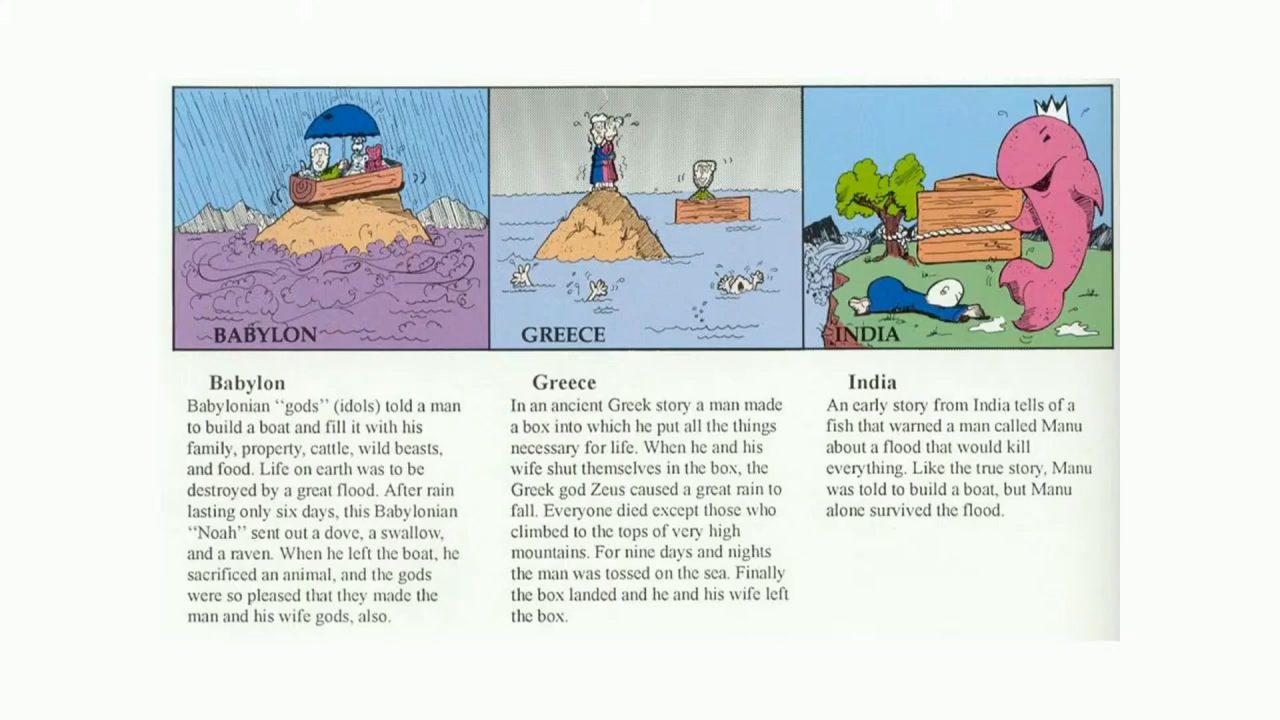 BABYLON
GREECE
INDIA
Babylon
Babylonian “gods” (idols) told a man
to build a boat and fill it with his
family, property, cattle, wild beasts,
and food. Life on earth was to be
destroyed by a great flood. After rain
lasting only six days, this Babylonian
“Noah” sent out a dove, a swallow,
and a raven. When he left the boat, he
sacrificed an animal, and the gods
were so pleased that they made the
man and his wife gods, also.
Greece
In an ancient Greek story a man made
a box into which he put all the things
necessary for life. When he and his
wife shut themselves in the box, the
Greek god Zeus caused a great rain to
fall. Everyone died except those who
climbed to the tops of very high
mountains. For nine days and nights
the man was tossed on the sea. Finally
the box landed and he and his wife left
the box.
India
An early story from India tells of a
fish that warned a man called Manu
about a flood that would kill
everything. Like the true story, Manu
was told to build a boat, but Manu
alone survived the flood.